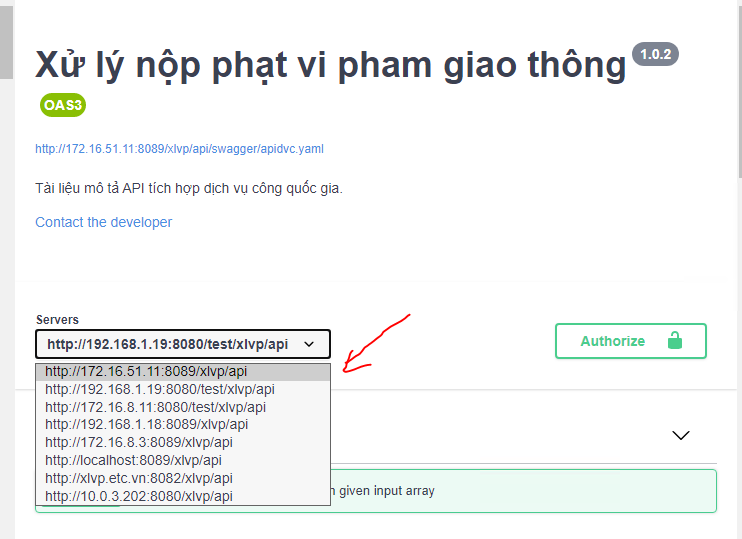 Xử lý nộp phạt vi pham giao thông 1.0.2
OAS3
http://172.16.51.11:8089/xlvp/api/swagger/apidvc.yaml
Tài liệu mô tả API tích hợp dịch vụ công quốc gia.
Contact the developer
Servers
http://192.168.1.19:8080/test/xlvp/api
Authorize
http://172.16.51.11:8089/xlvp/api
http://192.168.1.19:8080/test/xlvp/api
http://172.16.8.11:8080/test/xlvp/api
http://192.168.1.18:8089/xlvp/api
http://172.16.8.3:8089/xlvp/api
http://localhost:8089/xlvp/api
http://xlvp.etc.vn:8082/xlvp/api
http://10.0.3.202:8080/xlvp/api
given input array